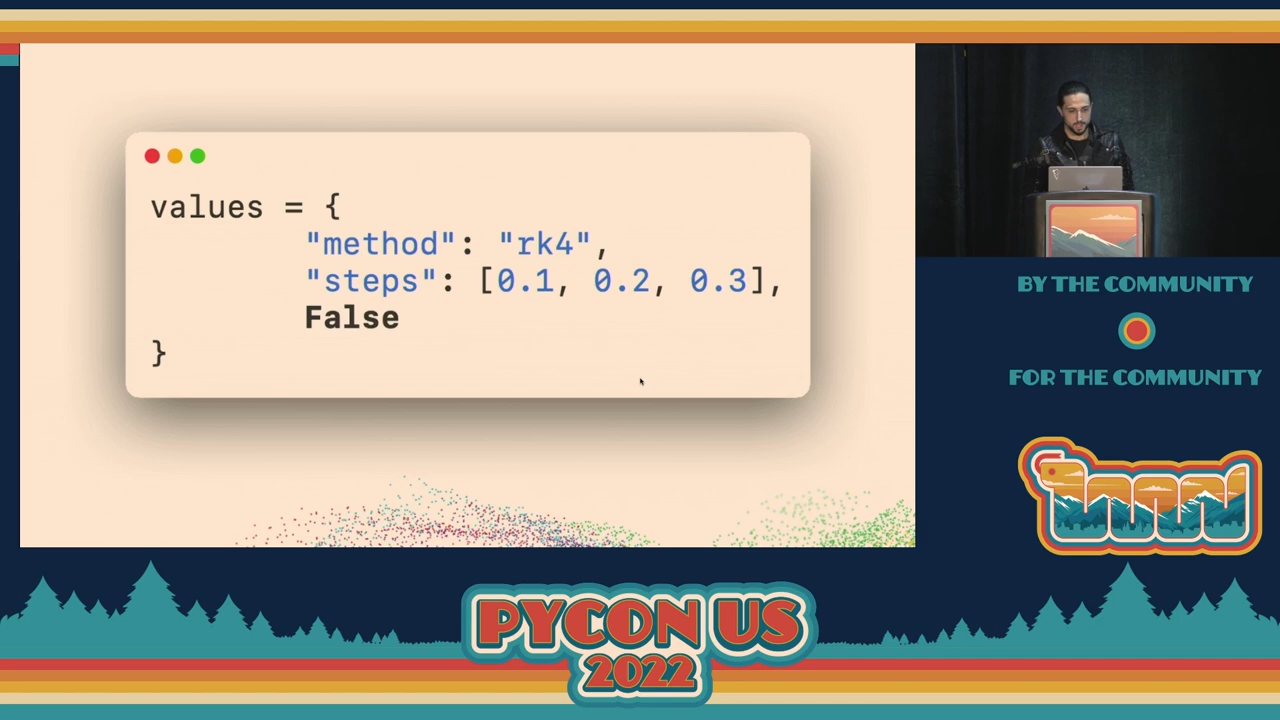 values = {
"method": "rk4",
"steps": [0.1, 0.2, 0.3],
False
}
BY THE COMMUNITY
FOR THE COMMUNITY
PYCON US
2022